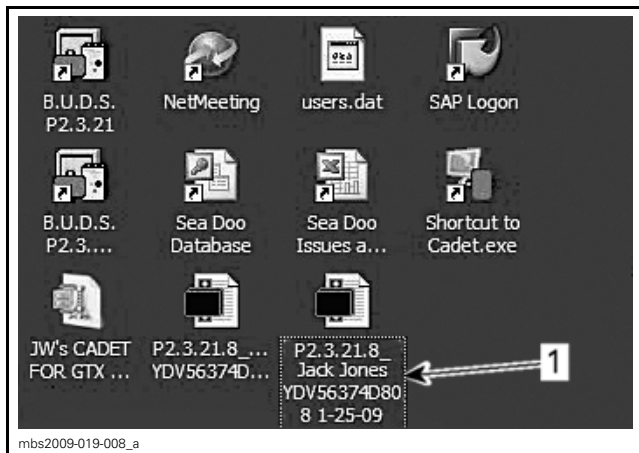 B.U.D.S.
P2.3.21
NetMeeting
users.dat
SAP Logon
B.U.D.S.
P2.3....
Sea Doo
Database
Sea Doo
Issues a...
Shortcut to
Cadet.exe
JW's CADET
FOR GTX ...
P2.3.21.8_...
YDV56374D...
P2.3.21.8_
Jack Jones
YDV56374D80
8 1-25-09
1
mbs2009-019-008_a